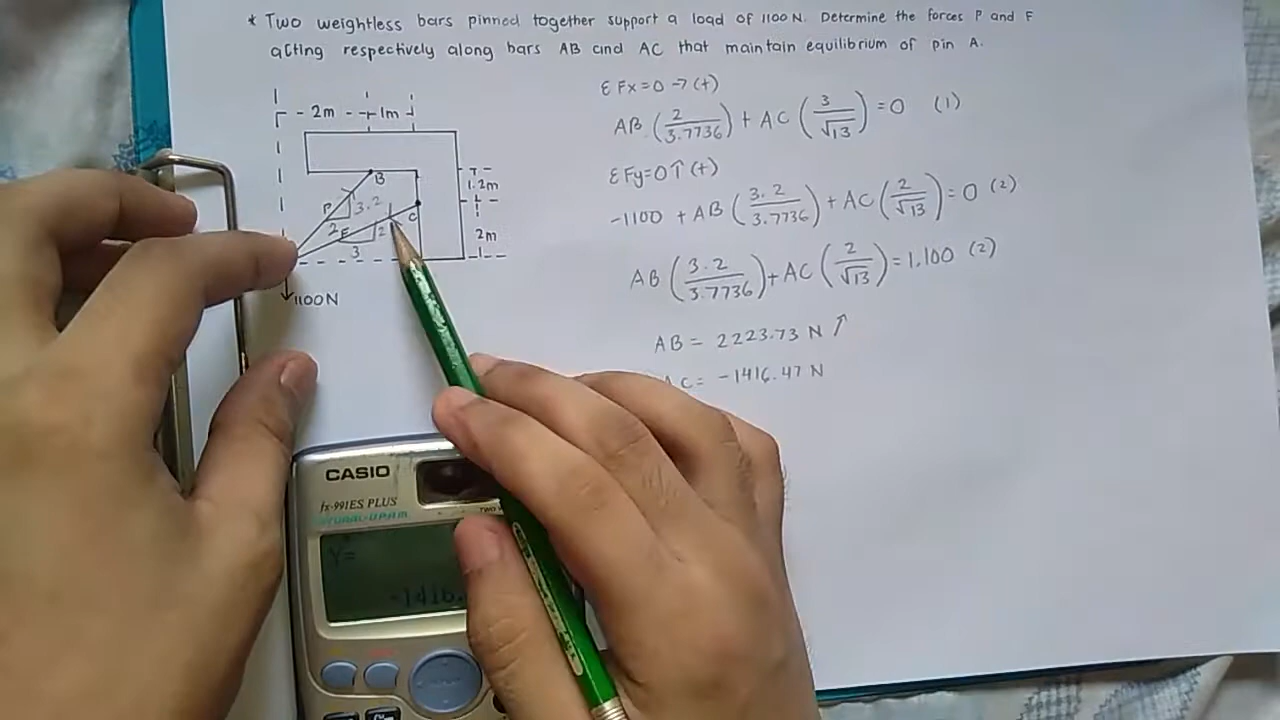 * Two weightless bars pinned together support a load of 1100 N. Determine the forces P and F
acting respectively along bars AB and AC that maintain equilibrium of pin A.
2m 1m
B
1.2m
P 3.2
C
2 F 2
2m
3
1100N
ΣFx=0 → (+)
AB (2/3.7736) + AC (3/√13) = 0 (1)
ΣFy=0 ↑ (+)
-1100 + AB (3.2/3.7736) + AC (2/√13) = 0 (2)
AB (3.2/3.7736) + AC (2/√13) = 1,100 (2)
AB = 2223.73 N ↗
AC = -1416.47 N
CASIO
fx-991ES PLUS
NATURAL-V.P.A.M.
Y=
-1416.